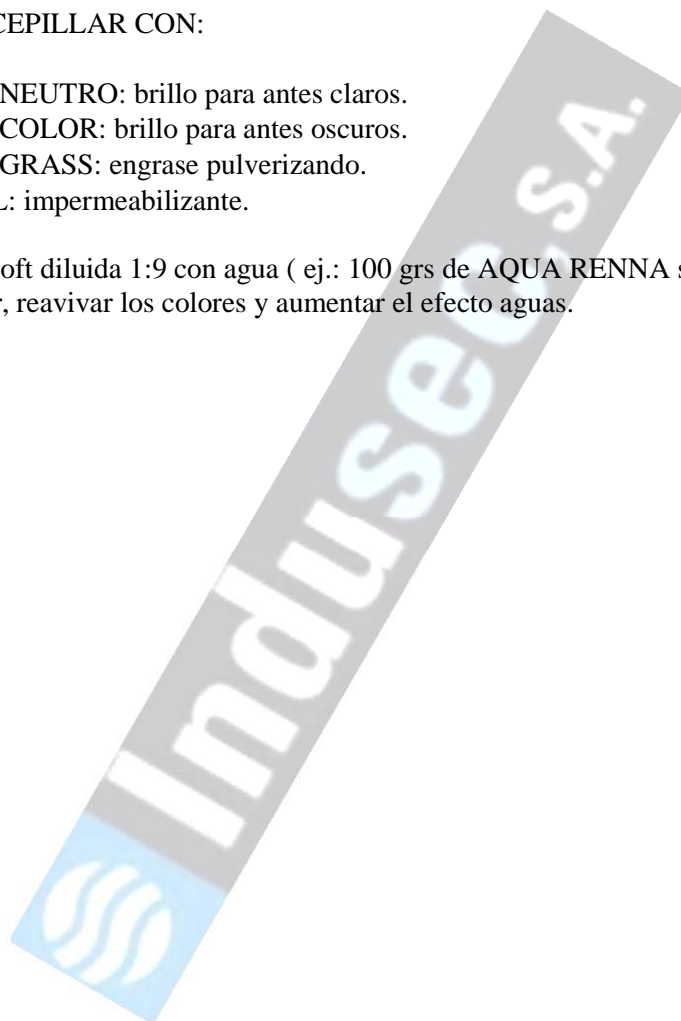 CEPILLAR CON:
NEUTRO: brillo para antes claros.
COLOR: brillo para antes oscuros.
GRASS: engrase pulverizando.
L: impermeabilizante.
oft diluida 1:9 con agua ( ej.: 100 grs de AQUA RENNA s
r, reavivar los colores y aumentar el efecto aguas.
Indusec S.A.